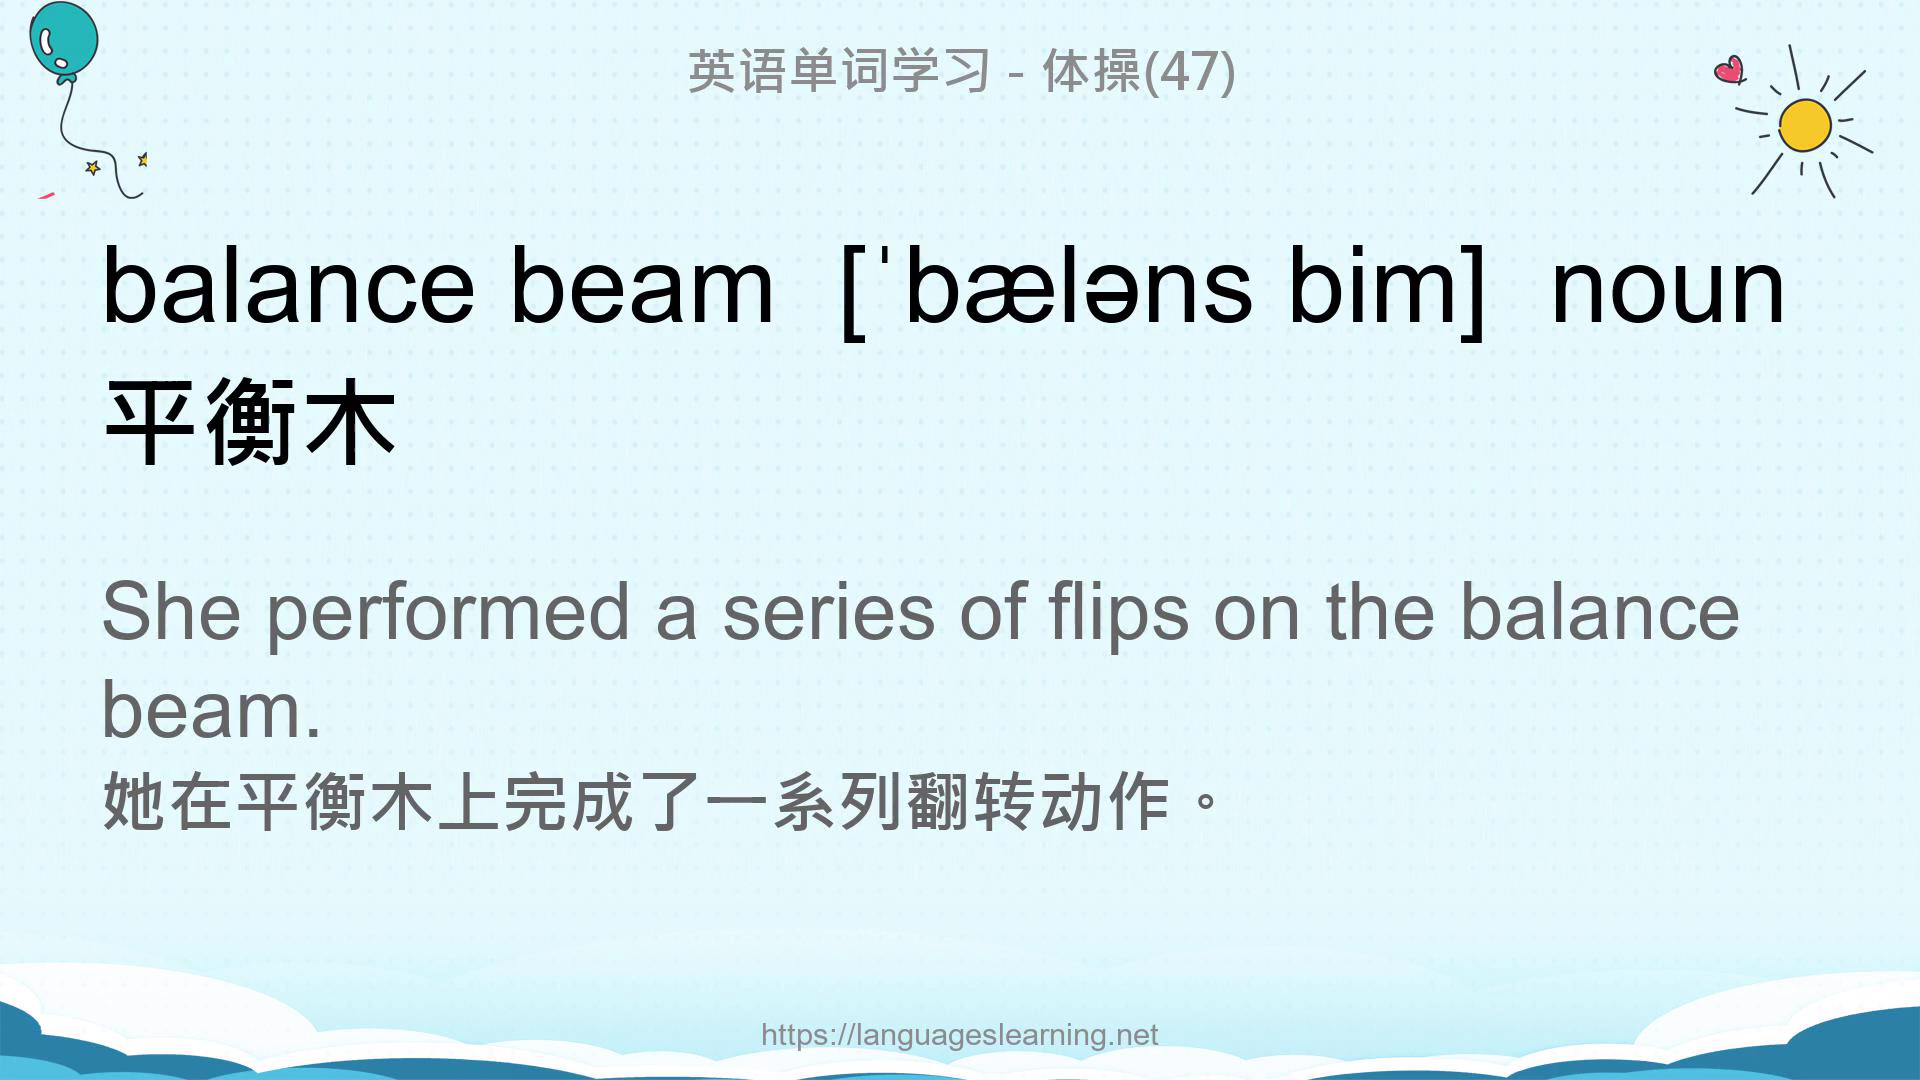 英语单词学习 - 体操(47)
balance beam [ˈbæləns bim] noun
平衡木
She performed a series of flips on the balance
beam.
她在平衡木上完成了一系列翻转动作。
https://languageslearning.net